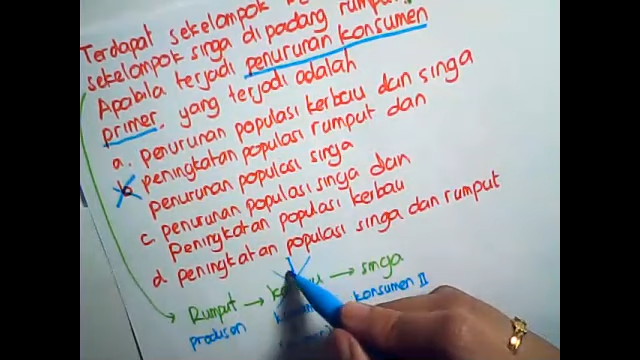 Terdapat sekelompok
sekelompok singa di padang rumput
Apabila terjadi penurunan konsumen
primer, yang terjadi adalah
a. penurunan populasi kerbau dan singa
b. peningkatan populasi rumput dan
penurunan populasi singa
c. penurunan populasi singa dan
Peningkatan populasi kerbau
d. peningkatan populasi singa dan rumput
Rumput → → singa
produsen konsumen II